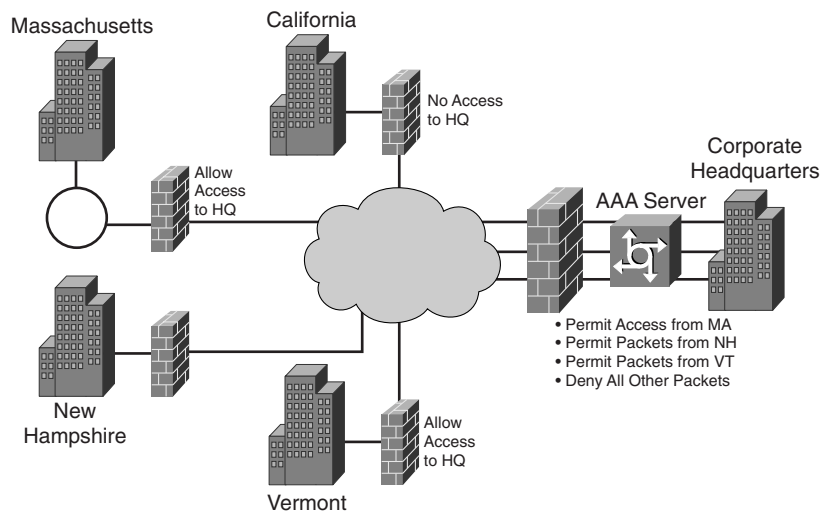 Massachusetts
California
No Access
to HQ
Corporate
Headquarters
Allow
Access
to HQ
AAA Server
• Permit Access from MA
• Permit Packets from NH
• Permit Packets from VT
• Deny All Other Packets
New
Hampshire
Allow
Access
to HQ
Vermont